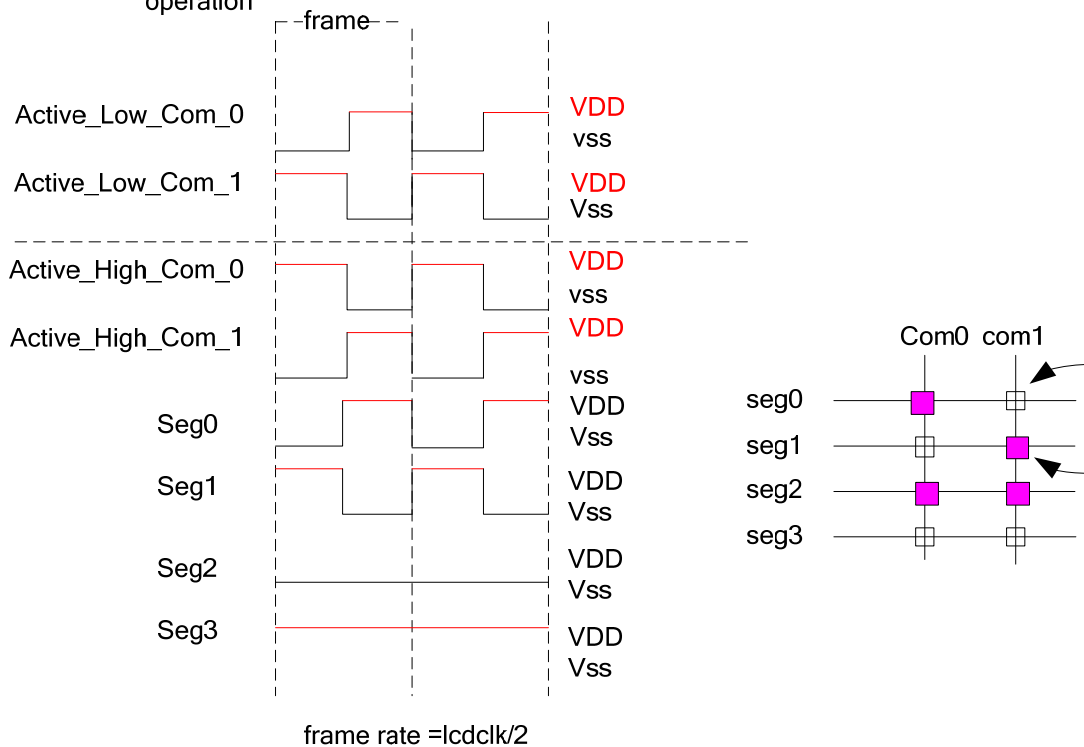 operation
frame
Active_Low_Com_0
VDD
vss
Active_Low_Com_1
VDD
Vss
Active_High_Com_0
VDD
vss
Active_High_Com_1
VDD
vss
Seg0
VDD
Vss
Seg1
VDD
Vss
Seg2
VDD
Vss
Seg3
VDD
Vss
frame rate =lcdclk/2
Com0 com1
seg0
seg1
seg2
seg3